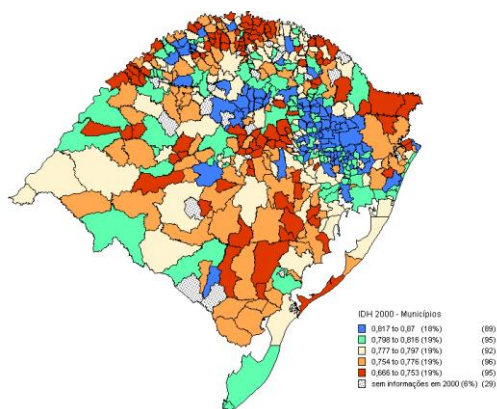 IDH 2000 - Municípios
0,817 to 0,87 (18%) (89)
0,798 to 0,816 (19%) (95)
0,777 to 0,797 (19%) (92)
0,754 to 0,776 (19%) (96)
0,666 to 0,753 (19%) (95)
sem informações em 2000 (6%) (29)